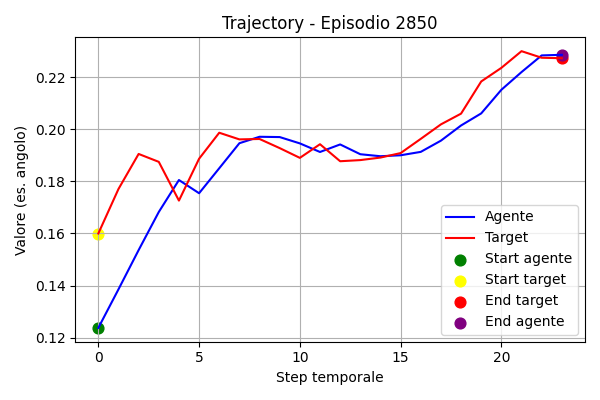 Trajectory - Episodio 2850
Valore (es. angolo)
0.22
0.20
0.18
0.16
0.14
0.12
0
5
10
15
20
Step temporale
Agente
Target
Start agente
Start target
End target
End agente